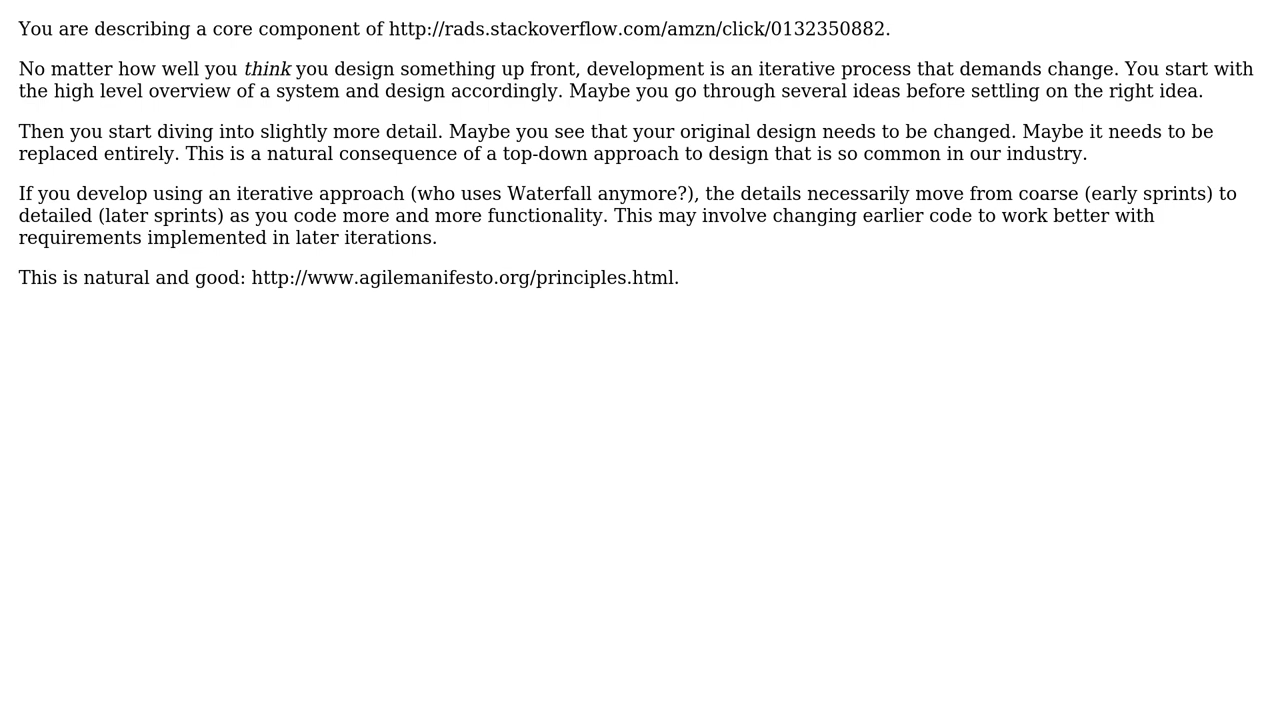 You are describing a core component of http://rads.stackoverflow.com/amzn/click/0132350882.
No matter how well you think you design something up front, development is an iterative process that demands change. You start with
the high level overview of a system and design accordingly. Maybe you go through several ideas before settling on the right idea.
Then you start diving into slightly more detail. Maybe you see that your original design needs to be changed. Maybe it needs to be
replaced entirely. This is a natural consequence of a top-down approach to design that is so common in our industry.
If you develop using an iterative approach (who uses Waterfall anymore?), the details necessarily move from coarse (early sprints) to
detailed (later sprints) as you code more and more functionality. This may involve changing earlier code to work better with
requirements implemented in later iterations.
This is natural and good: http://www.agilemanifesto.org/principles.html.